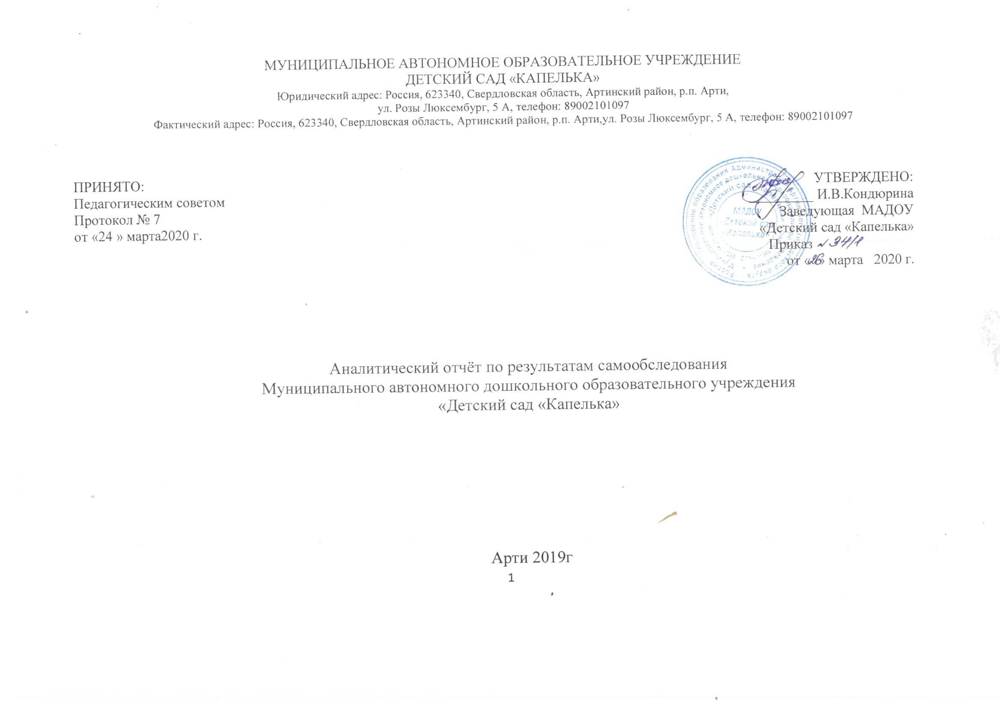 МУНИЦИПАЛЬНОЕ АВТОНОМНОЕ ОБРАЗОВАТЕЛЬНОЕ УЧРЕЖДЕНИЕ
ДЕТСКИЙ САД «КАПЕЛЬКА»
Юридический адрес: Россия, 623340, Свердловская область, Артинский район, р.п. Арти,
ул. Розы Люксембург, 5 А, телефон: 89002101097
Фактический адрес: Россия, 623340, Свердловская область, Артинский район, р.п. Арти,ул. Розы Люксембург, 5 А, телефон: 89002101097
ПРИНЯТО:
Педагогическим советом
Протокол № 7
от «24 » марта2020 г.
УТВЕРЖДЕНО:
И.В.Кондюрина
Заведующая МАДОУ
«Детский сад «Капелька»
Приказ № 34/1
от «26» марта 2020 г.
МАДОУ
«Детский сад
«Капелька»
Аналитический отчёт по результатам самообследования
Муниципального автономного дошкольного образовательного учреждения
«Детский сад «Капелька»
Арти 2019г
1